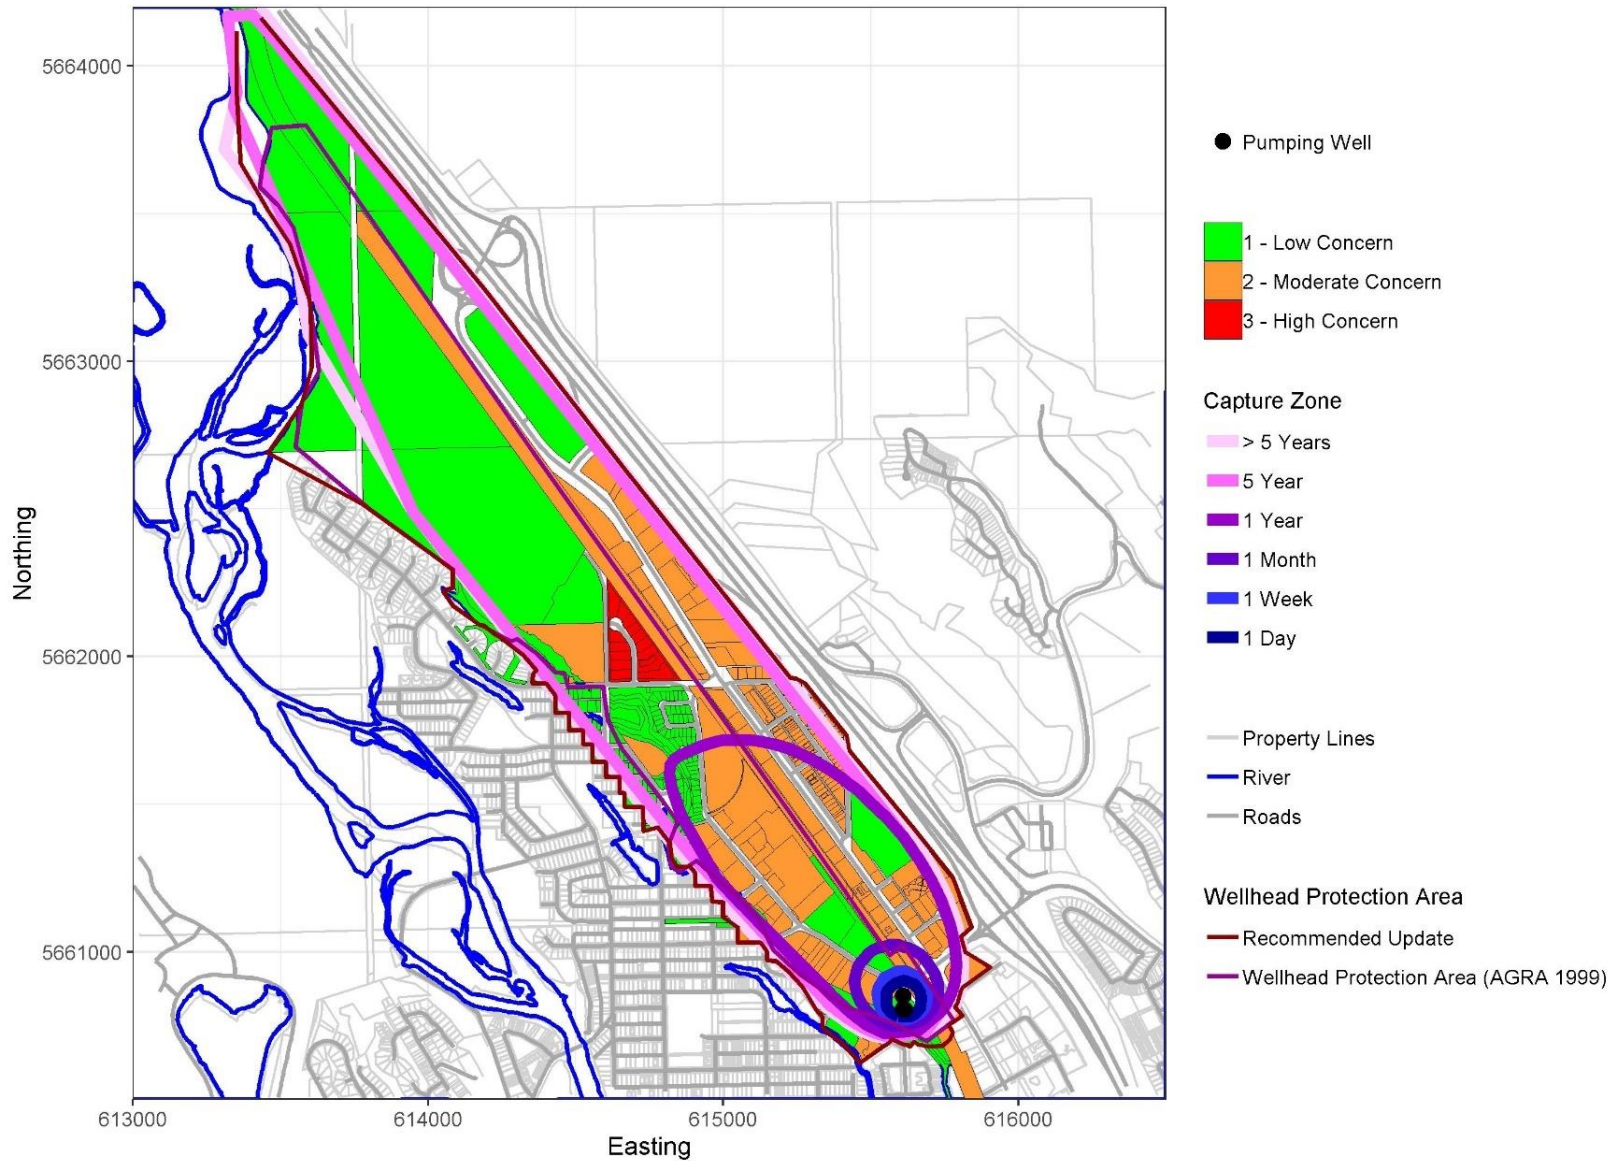 5664000
5663000
5662000
5661000
Northing
613000
614000
615000
616000
Easting
Pumping Well
1 - Low Concern
2 - Moderate Concern
3 - High Concern
Capture Zone
> 5 Years
5 Year
1 Year
1 Month
1 Week
1 Day
Property Lines
River
Roads
Wellhead Protection Area
Recommended Update
Wellhead Protection Area (AGRA 1999)